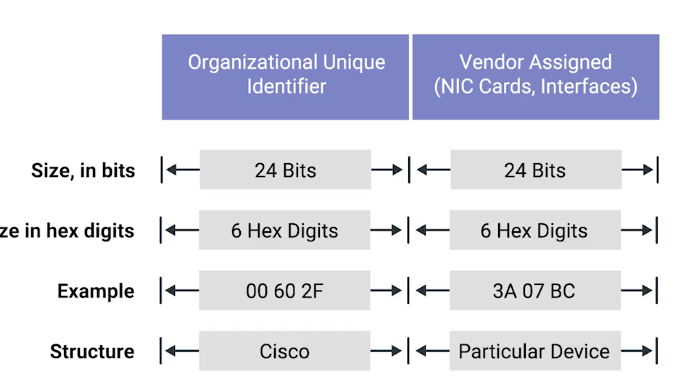 Organizational Unique
Identifier
Vendor Assigned
(NIC Cards, Interfaces)
Size, in bits
24 Bits
24 Bits
ze in hex digits
6 Hex Digits
6 Hex Digits
Example
00 60 2F
3A 07 BC
Structure
Cisco
Particular Device